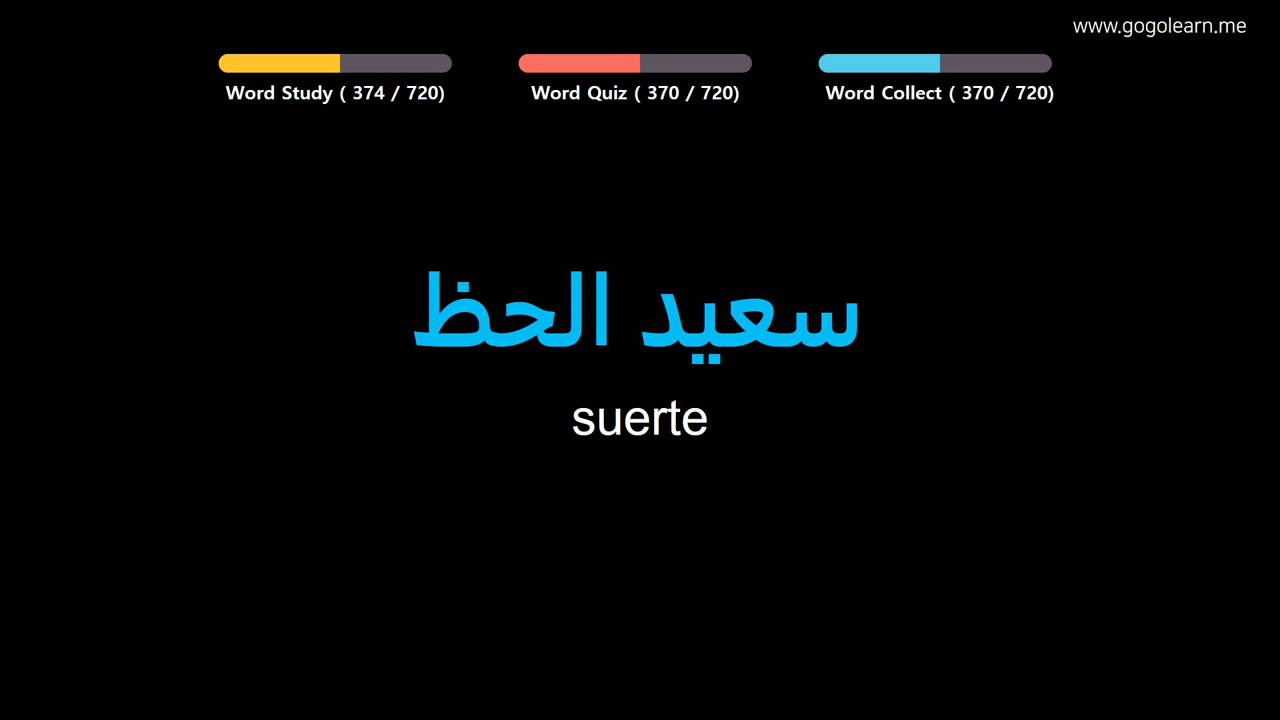 www.gogolearn.me
Word Study ( 374 / 720)
Word Quiz ( 370 / 720)
Word Collect ( 370 / 720)
سعيد الحظ
suerte